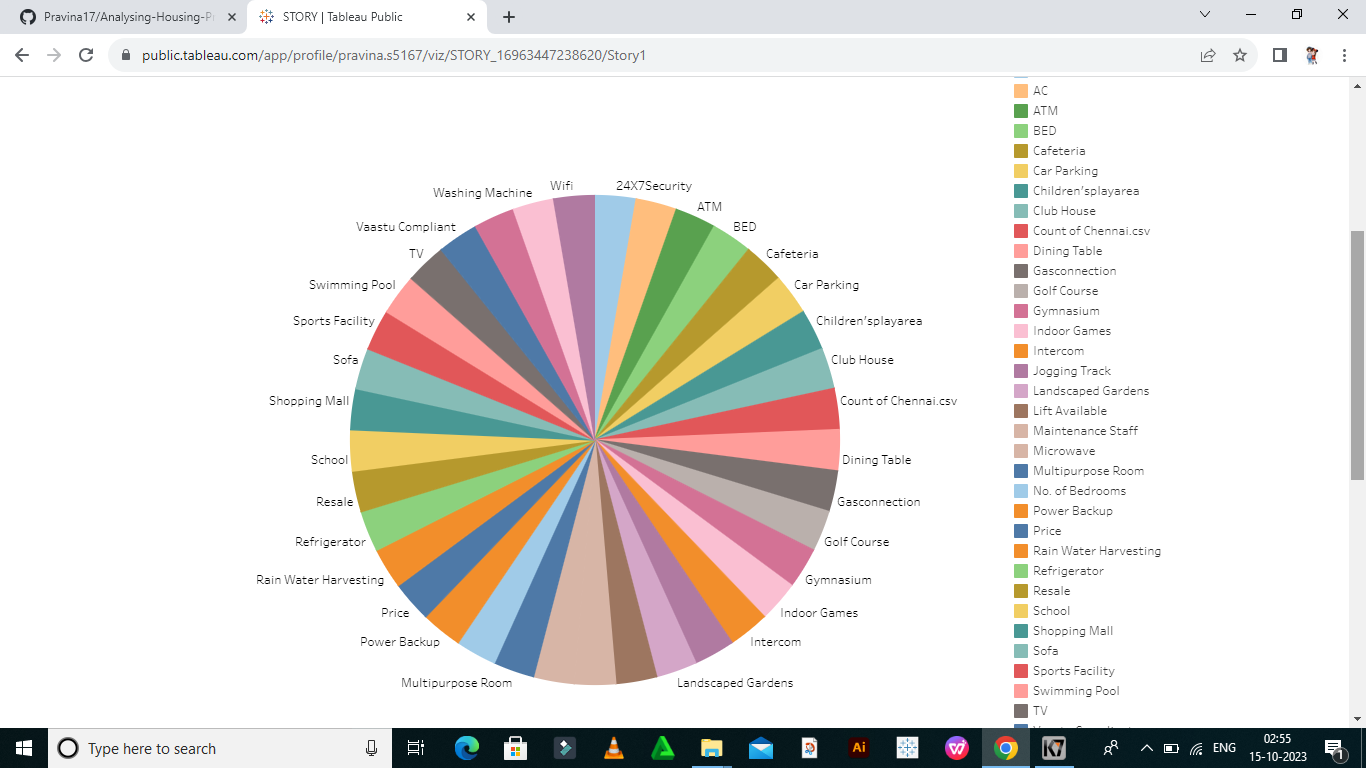 Pravina17/Analysing-Housing-P
STORY | Tableau Public
public.tableau.com/app/profile/pravina.s5167/viz/STORY_16963447238620/Story1
Wifi
24X7Security
Washing Machine
ATM
Vaastu Compliant
BED
TV
Cafeteria
Swimming Pool
Car Parking
Sports Facility
Children'splayarea
Sofa
Club House
Shopping Mall
Count of Chennai.csv
School
Dining Table
Resale
Gasconnection
Refrigerator
Golf Course
Rain Water Harvesting
Gymnasium
Price
Indoor Games
Power Backup
Intercom
Multipurpose Room
Landscaped Gardens
AC
ATM
BED
Cafeteria
Car Parking
Children'splayarea
Club House
Count of Chennai.csv
Dining Table
Gasconnection
Golf Course
Gymnasium
Indoor Games
Intercom
Jogging Track
Landscaped Gardens
Lift Available
Maintenance Staff
Microwave
Multipurpose Room
No. of Bedrooms
Power Backup
Price
Rain Water Harvesting
Refrigerator
Resale
School
Shopping Mall
Sofa
Sports Facility
Swimming Pool
TV
Type here to search
Ai
ENG
02:55
15-10-2023
1